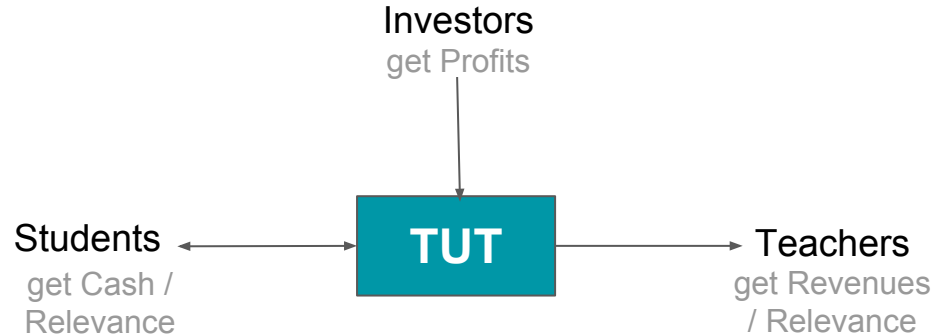 Investors
get Profits
Students
get Cash /
Relevance
TUT
Teachers
get Revenues
/ Relevance